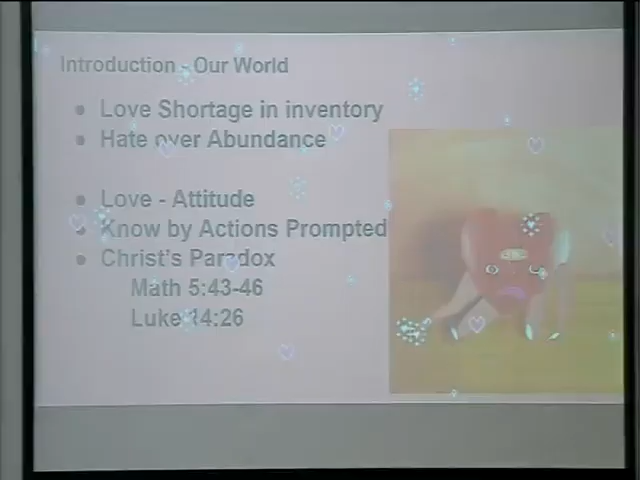 Introduction - Our World
• Love Shortage in inventory
• Hate over Abundance
• Love - Attitude
• Know by Actions Prompted
• Christ's Paradox
Math 5:43-46
Luke 14:26